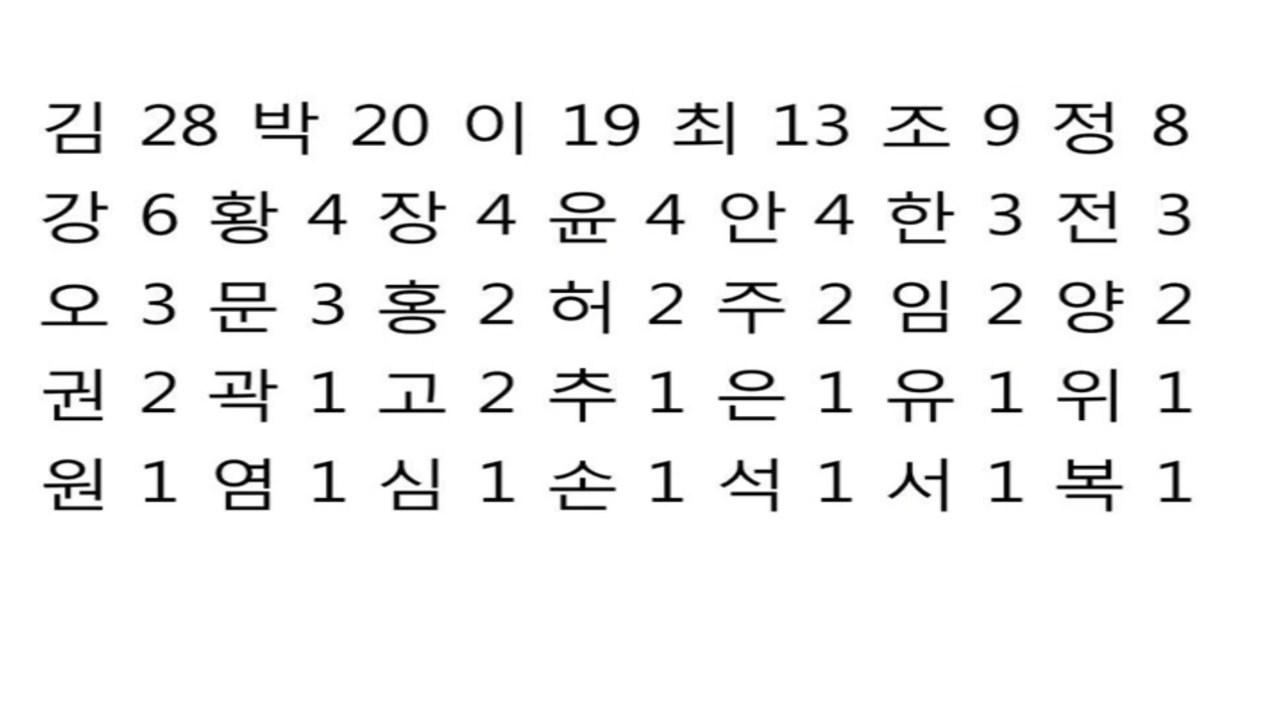 김 28 박 20 이 19 최 13 조 9 정 8
강 6 황 4 장 4 윤 4 안 4 한 3 전 3
오 3 문 3 홍 2 허 2 주 2 임 2 양 2
권 2 곽 1 고 2 추 1 은 1 유 1 위 1
원 1 염 1 심 1 손 1 석 1 서 1 복 1